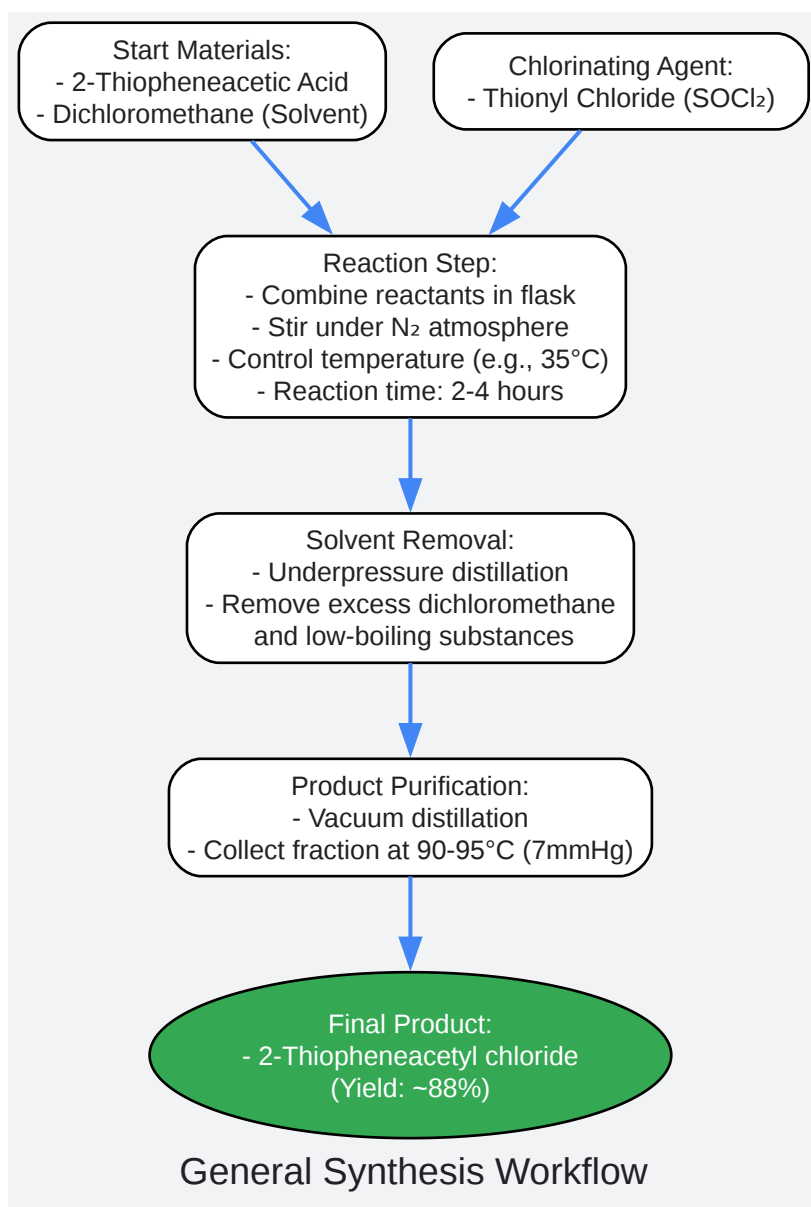 Start Materials:
- 2-Thiopheneacetic Acid
- Dichloromethane (Solvent)
Chlorinating Agent:
- Thionyl Chloride (SOCl₂)
Reaction Step:
- Combine reactants in flask
- Stir under N₂ atmosphere
- Control temperature (e.g., 35°C)
- Reaction time: 2-4 hours
Solvent Removal:
- Underpressure distillation
- Remove excess dichloromethane
and low-boiling substances
Product Purification:
- Vacuum distillation
- Collect fraction at 90-95°C (7mmHg)
Final Product:
- 2-Thiopheneacetyl chloride
(Yield: ~88%)
General Synthesis Workflow